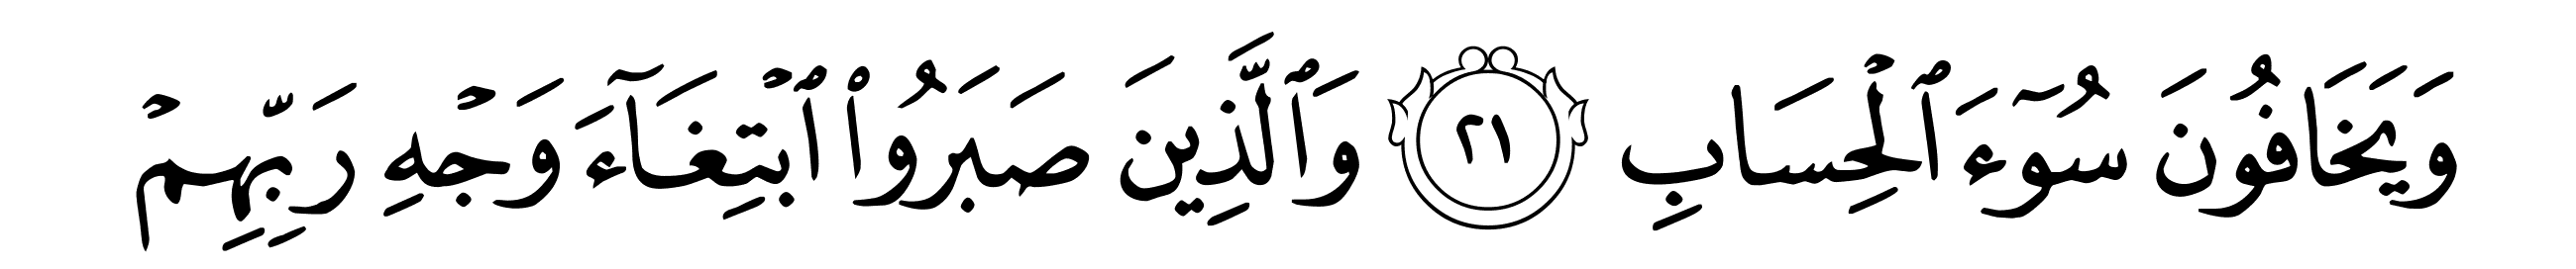 وَيَخَافُونَ سُوٓءَ ٱلۡحِسَابِ ٢١ وَٱلَّذِينَ صَبَرُواْ ٱبۡتِغَآءَ وَجۡهِ رَبِّهِمۡ